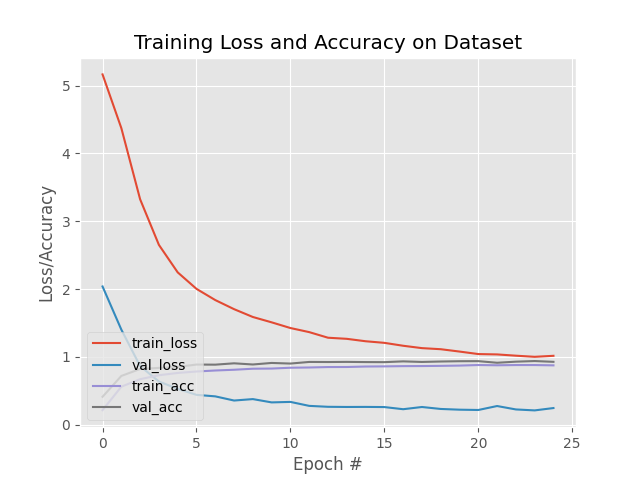 Training Loss and Accuracy on Dataset
Loss/Accuracy
5
4
3
2
1
0
train_loss
val_loss
train_acc
val_acc
0 5 10 15 20 25
Epoch #